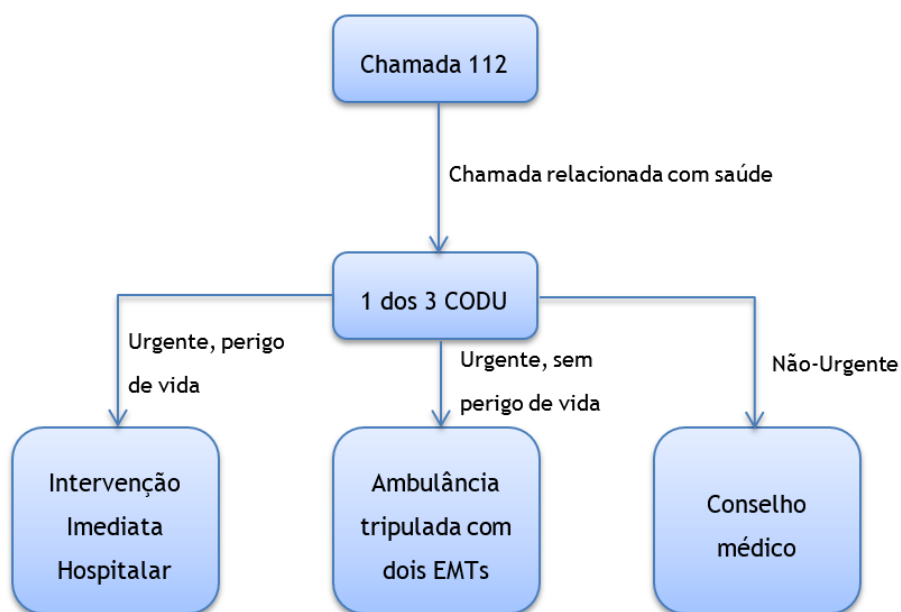 Chamada 112
Chamada relacionada com saúde
1 dos 3 CODU
Urgente, perigo
de vida
Urgente, sem
perigo de vida
Não-Urgente
Intervenção
Imediata
Hospitalar
Ambulância
tripulada com
dois EMTs
Conselho
médico